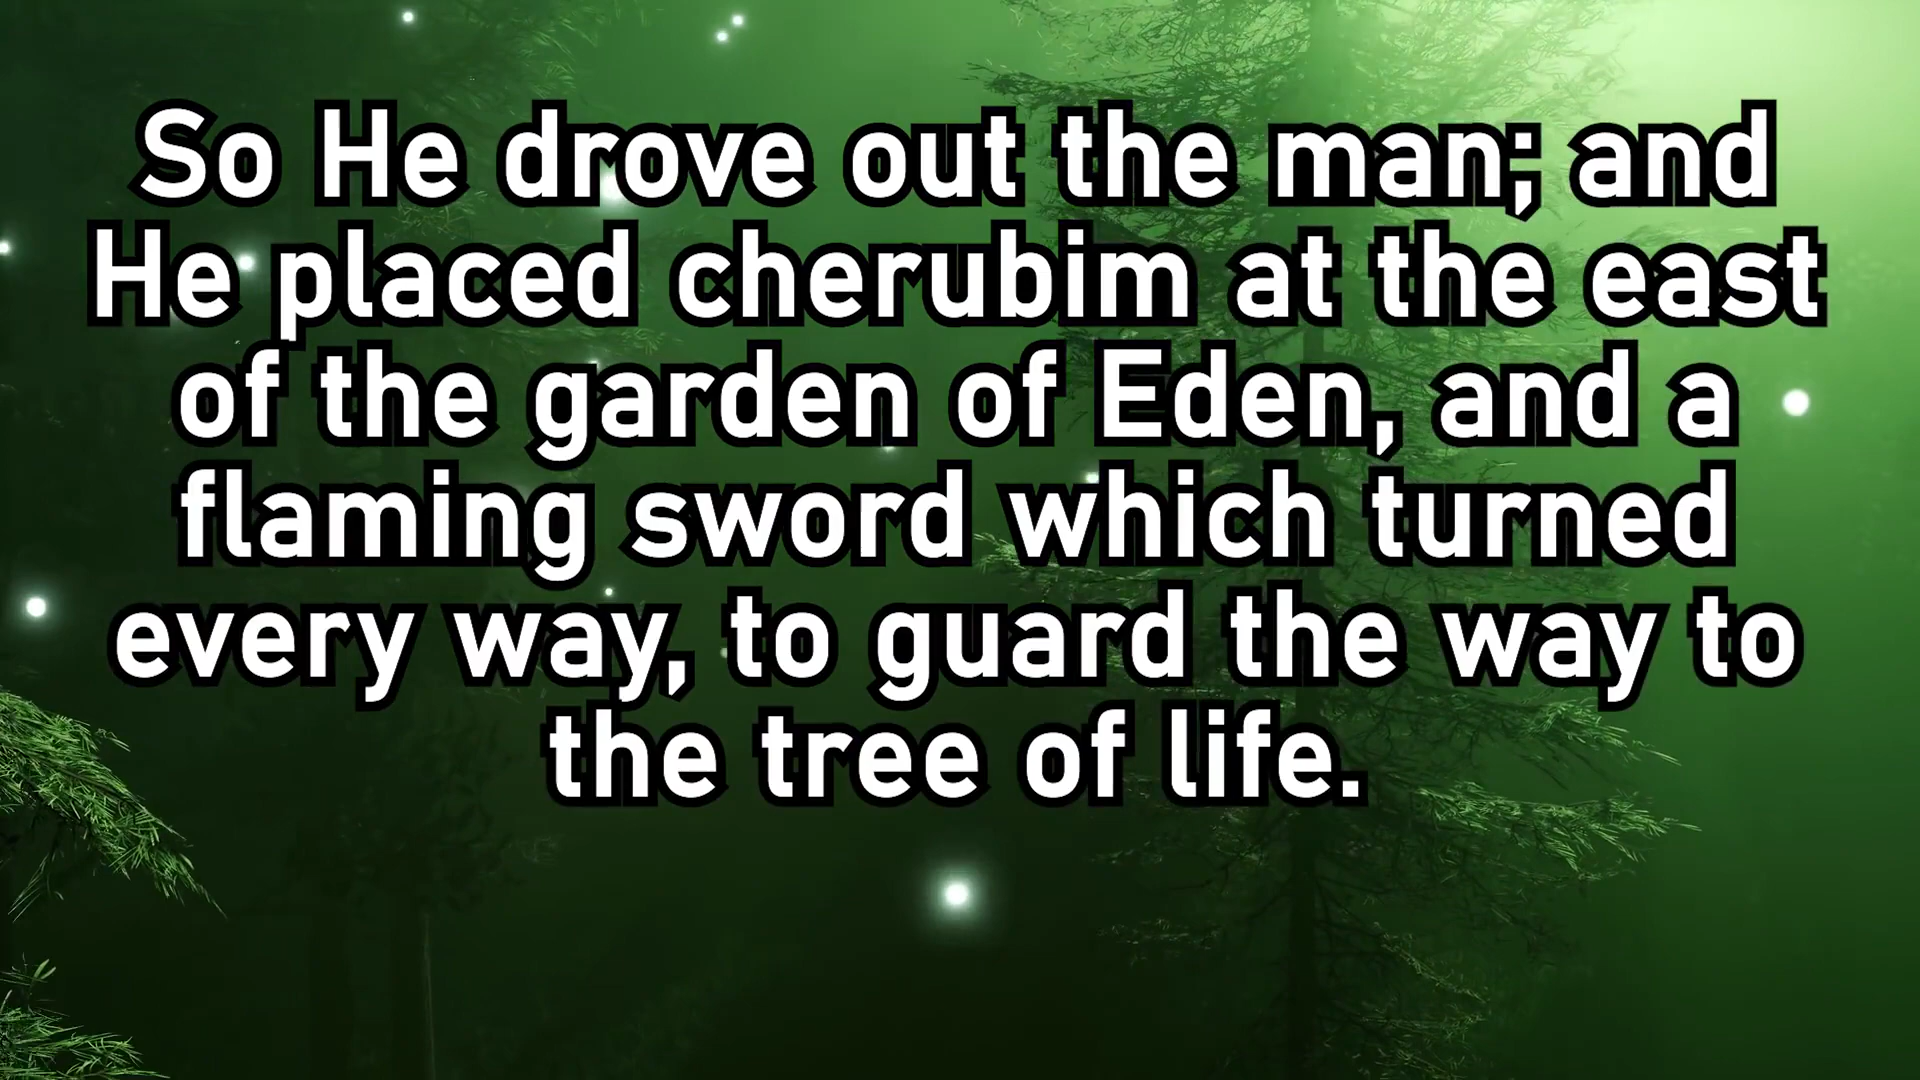 So He drove out the man; and
He placed cherubim at the east
of the garden of Eden, and a
flaming sword which turned
every way, to guard the way to
the tree of life.